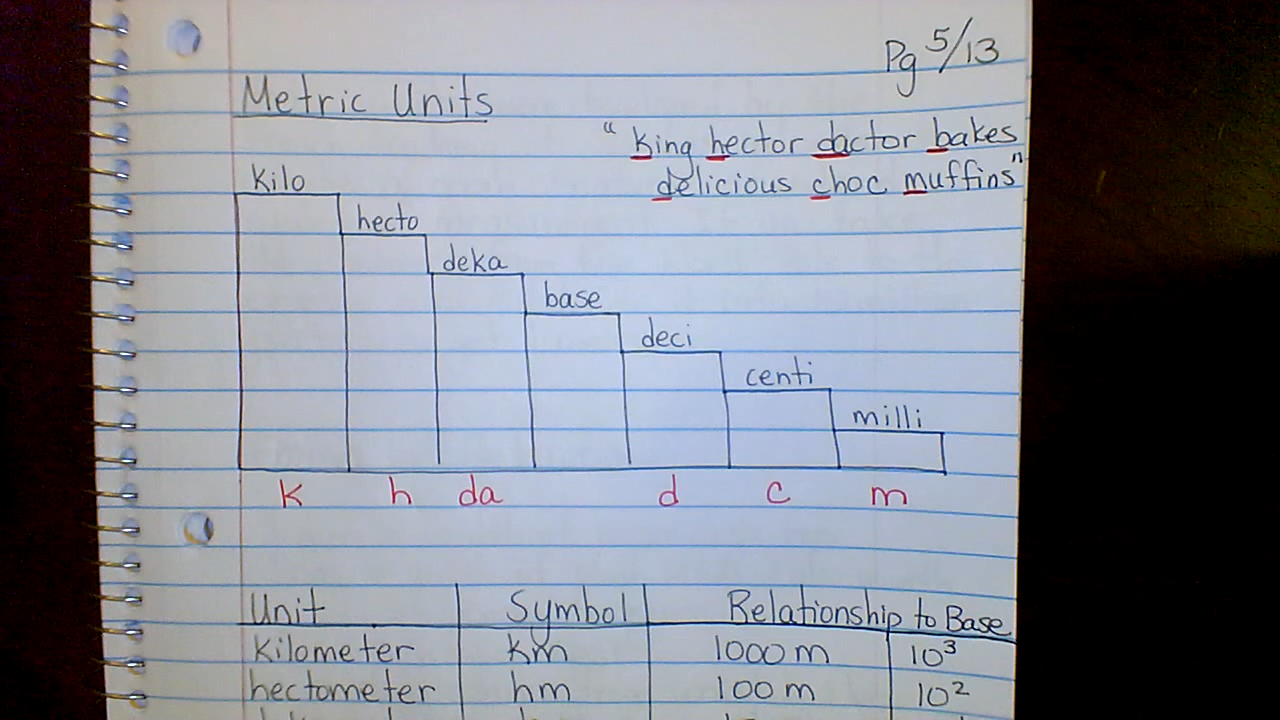 Pg 5/13
Metric Units
"King hector dactor bakes
delicious choc muffins"
Kilo
hecto
deka
base
deci
centi
milli
K h da d c m
Unit Symbol Relationship to Base
Kilometer km 1000 m 10³
hectometer hm 100 m 10²